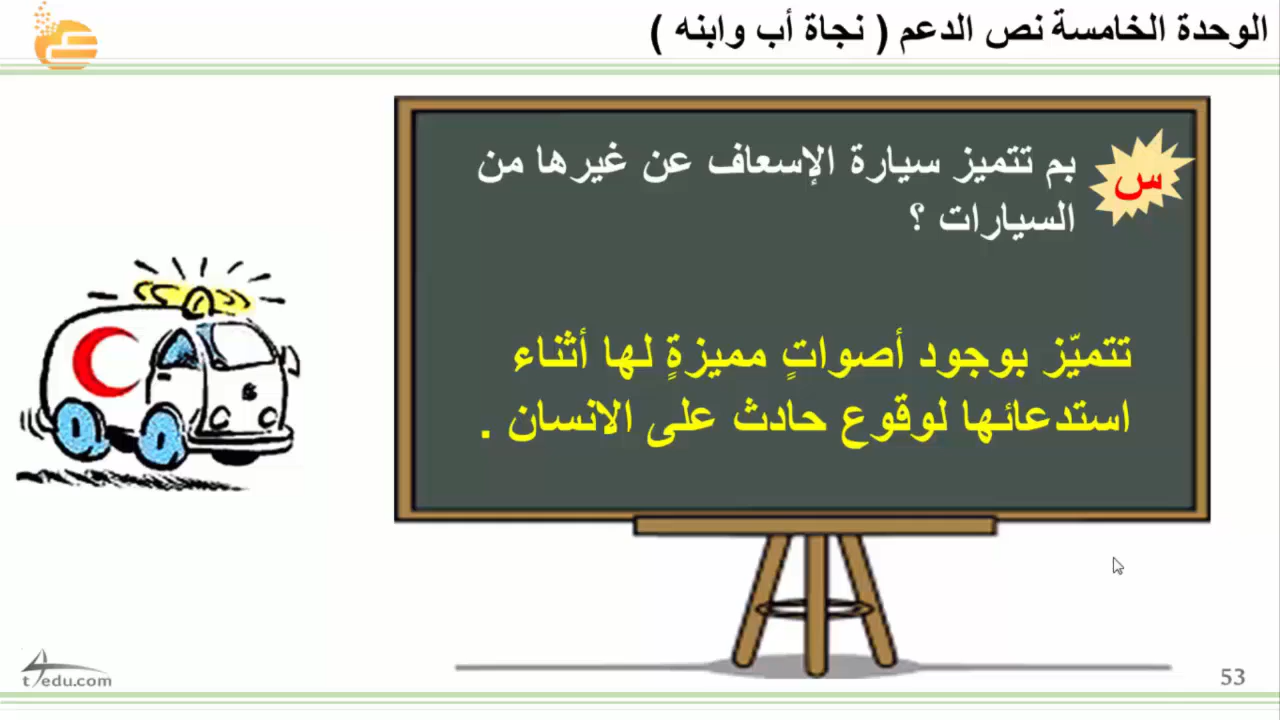 الوحدة الخامسة نص الدعم ( نجاة أب وابنه )
س
بم تتميز سيارة الإسعاف عن غيرها من
السيارات ؟
تتميّز بوجود أصواتٍ مميزةٍ لها أثناء
استدعائها لوقوع حادث على الانسان .
t4edu.com
53